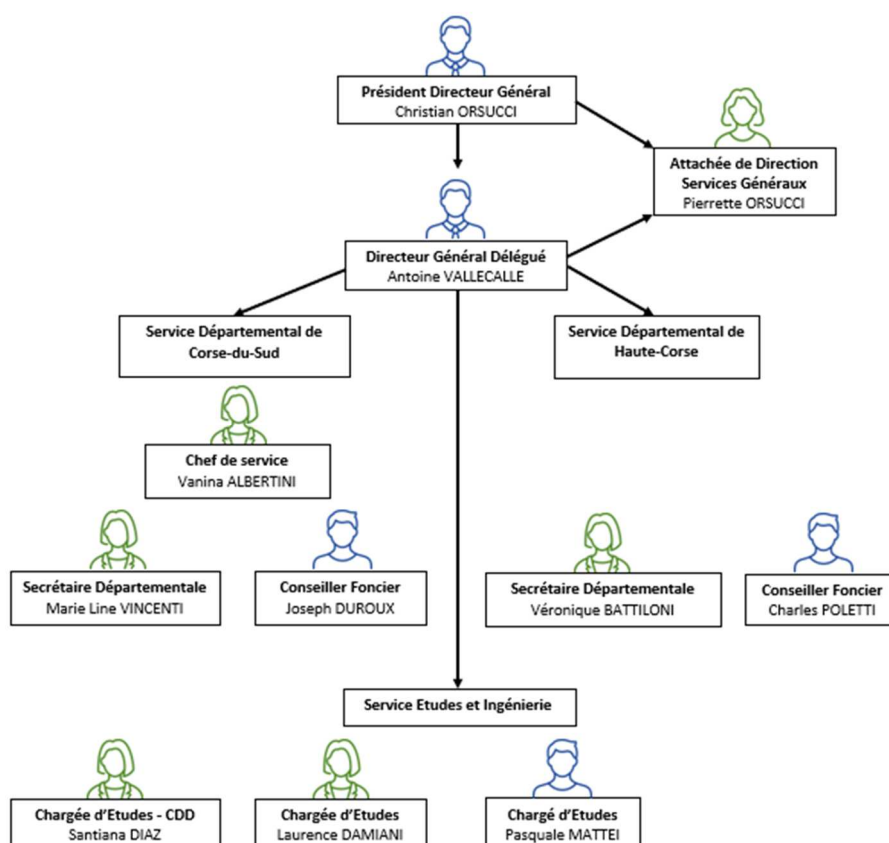 Président Directeur Général
Christian ORSUCCI
Attachée de Direction
Services Généraux
Pierrette ORSUCCI
Directeur Général Délégué
Antoine VALLECALLE
Service Départemental de
Corse-du-Sud
Service Départemental de
Haute-Corse
Chef de service
Vanina ALBERTINI
Secrétaire Départementale
Marie Line VINCENTI
Conseiller Foncier
Joseph DUROUX
Secrétaire Départementale
Véronique BATTILONI
Conseiller Foncier
Charles POLETTI
Service Etudes et Ingénierie
Chargée d'Etudes - CDD
Santiana DIAZ
Chargée d'Etudes
Laurence DAMIANI
Chargé d'Etudes
Pasquale MATTEI